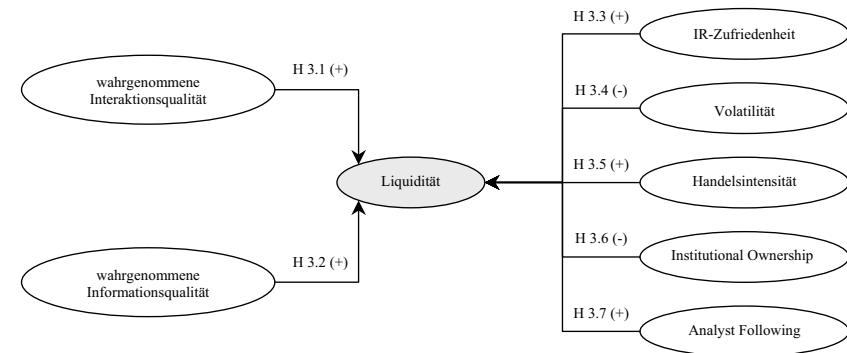 H 3.3 (+)
IR-Zufriedenheit
wahrgenommene
Interaktionsqualität
H 3.1 (+)
H 3.4 (-)
Volatilität
Liquidität
H 3.5 (+)
Handelsintensität
wahrgenommene
Informationsqualität
H 3.2 (+)
H 3.6 (-)
Institutional Ownership
H 3.7 (+)
Analyst Following